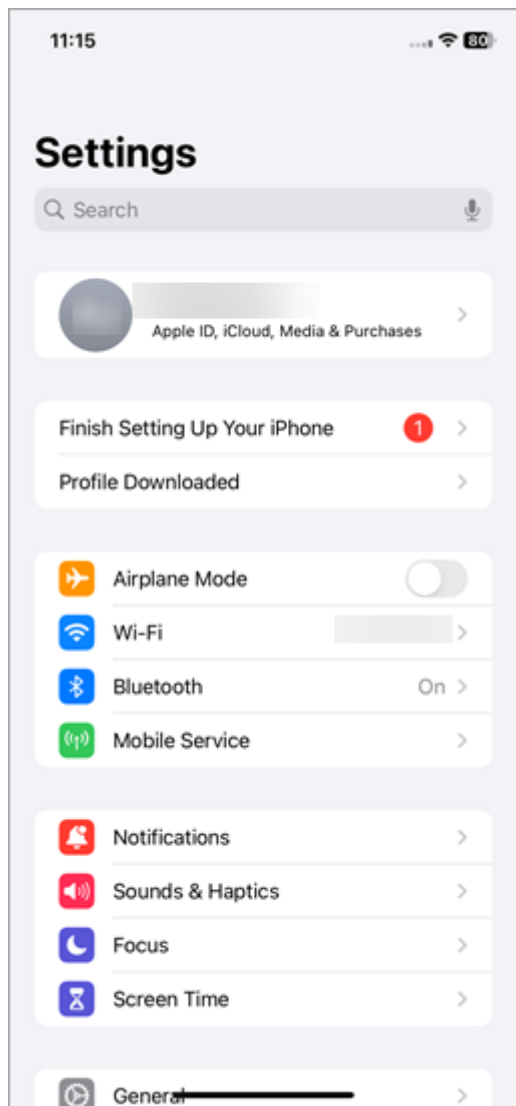 11:15
80
Settings
Search
Apple ID, iCloud, Media & Purchases
Finish Setting Up Your iPhone 1
Profile Downloaded
Airplane Mode
Wi-Fi
Bluetooth On
Mobile Service
Notifications
Sounds & Haptics
Focus
Screen Time
General